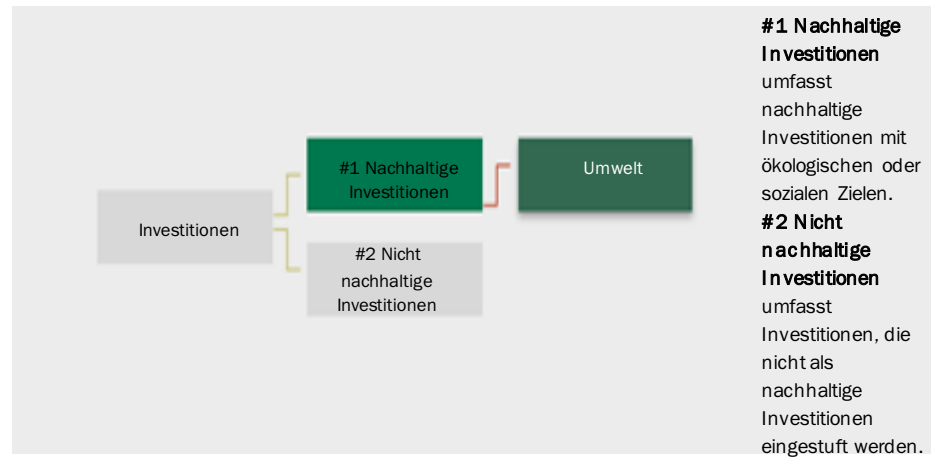 Investitionen
#1 Nachhaltige
Investitionen
Umwelt
#2 Nicht
nachhaltige
Investitionen
#1 Nachhaltige
Investitionen
umfasst
nachhaltige
Investitionen mit
ökologischen oder
sozialen Zielen.
#2 Nicht
nachhaltige
Investitionen
umfasst
Investitionen, die
nicht als
nachhaltige
Investitionen
eingestuft werden.